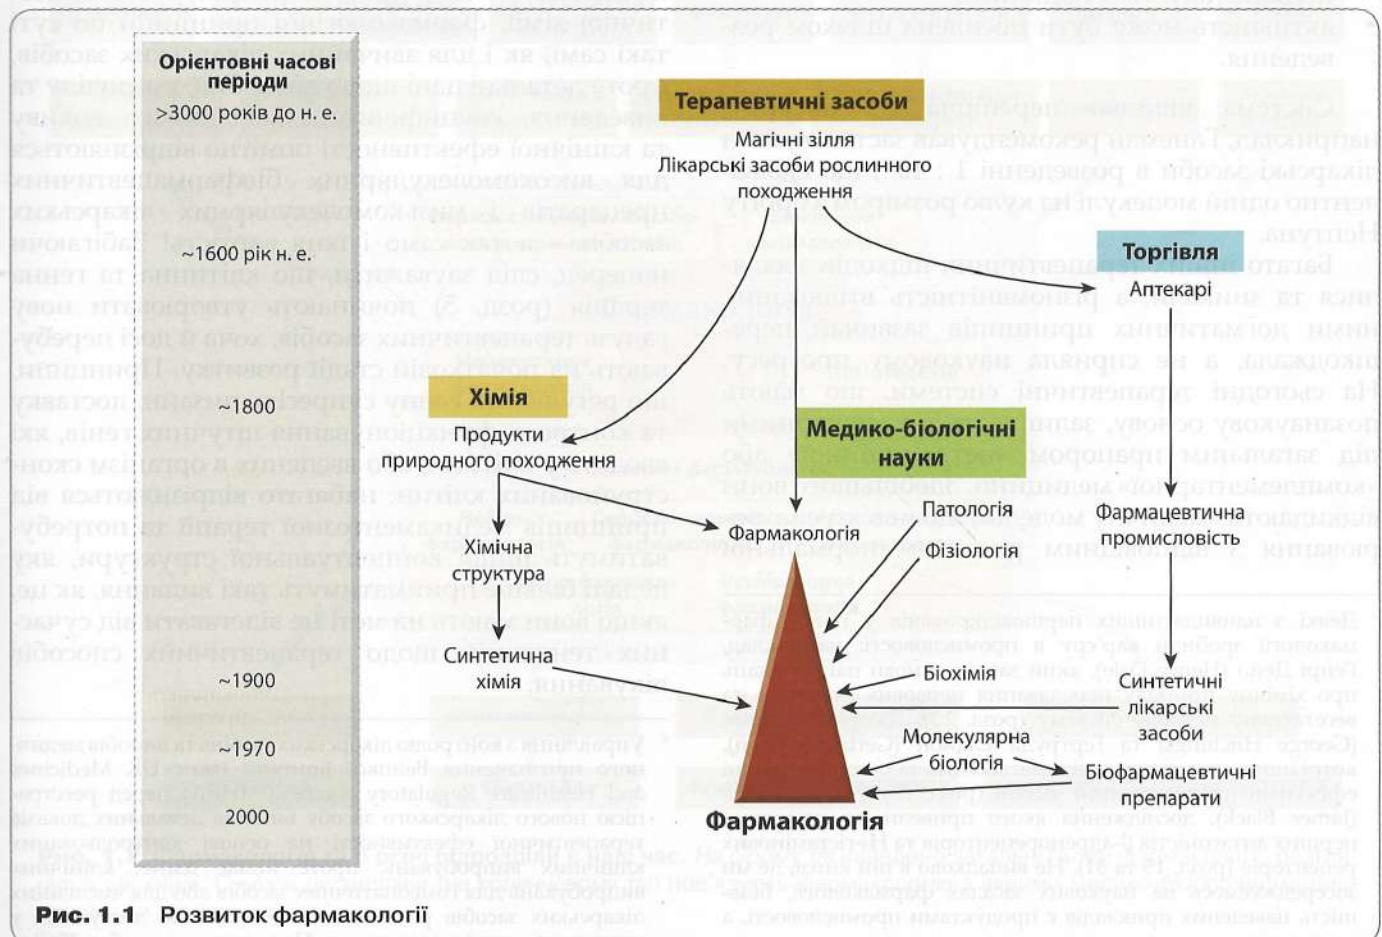 Орієнтовні часові
періоди
>3000 років до н. е.
~1600 рік н. е.
~1800
~1900
~1970
2000
Терапевтичні засоби
Магічні зілля
Лікарські засоби рослинного
походження
Торгівля
Аптекарі
Хімія
Продукти
природного походження
Медико-біологічні
науки
Патологія
Фізіологія
Фармакологія
Фармацевтична
промисловість
Хімічна
структура
Синтетична
хімія
Біохімія
Синтетичні
лікарські
засоби
Молекулярна
біологія
Біофармацевтичні
препарати
Фармакологія
Рис. 1.1 Розвиток фармакології